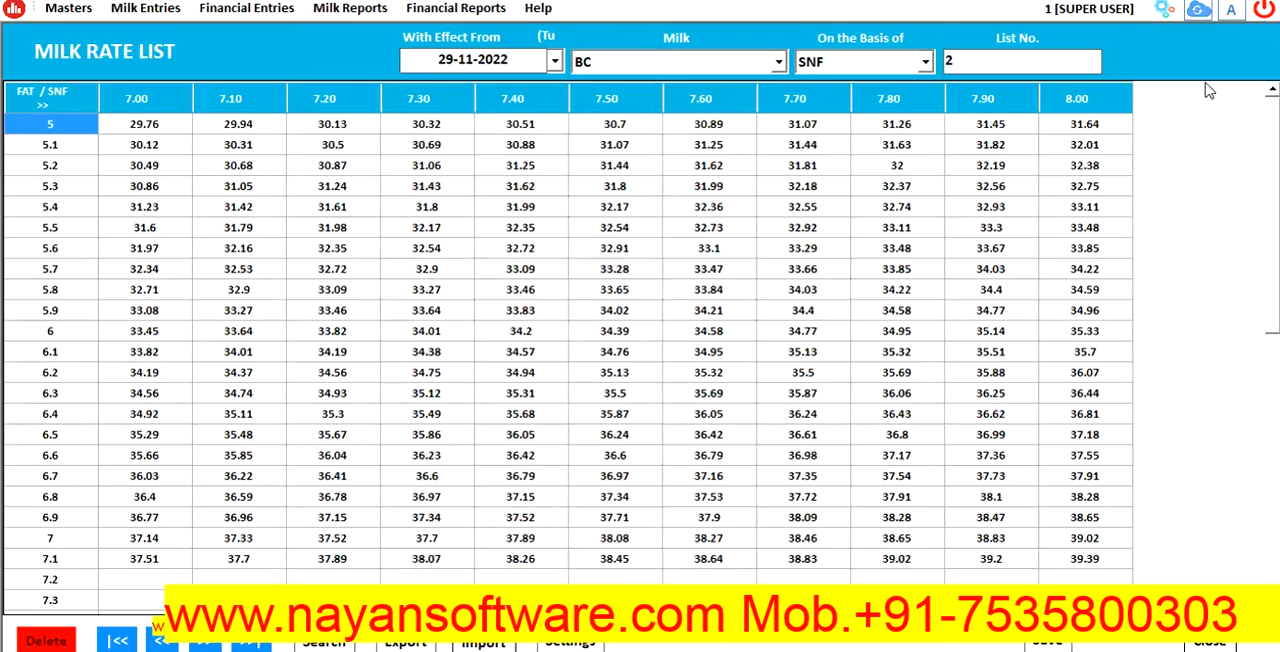 Masters Milk Entries Financial Entries Milk Reports Financial Reports Help 1 [SUPER USER] A
MILK RATE LIST
With Effect From (Tu Milk On the Basis of List No.
29-11-2022 BC SNF 2
FAT / SNF >> 7.00 7.10 7.20 7.30 7.40 7.50 7.60 7.70 7.80 7.90 8.00
5 29.76 29.94 30.13 30.32 30.51 30.7 30.89 31.07 31.26 31.45 31.64
5.1 30.12 30.31 30.5 30.69 30.88 31.07 31.25 31.44 31.63 31.82 32.01
5.2 30.49 30.68 30.87 31.06 31.25 31.44 31.62 31.81 32 32.19 32.38
5.3 30.86 31.05 31.24 31.43 31.62 31.8 31.99 32.18 32.37 32.56 32.75
5.4 31.23 31.42 31.61 31.8 31.99 32.17 32.36 32.55 32.74 32.93 33.11
5.5 31.6 31.79 31.98 32.17 32.35 32.54 32.73 32.92 33.11 33.3 33.48
5.6 31.97 32.16 32.35 32.54 32.72 32.91 33.1 33.29 33.48 33.67 33.85
5.7 32.34 32.53 32.72 32.9 33.09 33.28 33.47 33.66 33.85 34.03 34.22
5.8 32.71 32.9 33.09 33.27 33.46 33.65 33.84 34.03 34.22 34.4 34.59
5.9 33.08 33.27 33.46 33.64 33.83 34.02 34.21 34.4 34.58 34.77 34.96
6 33.45 33.64 33.82 34.01 34.2 34.39 34.58 34.77 34.95 35.14 35.33
6.1 33.82 34.01 34.19 34.38 34.57 34.76 34.95 35.13 35.32 35.51 35.7
6.2 34.19 34.37 34.56 34.75 34.94 35.13 35.32 35.5 35.69 35.88 36.07
6.3 34.56 34.74 34.93 35.12 35.31 35.5 35.69 35.87 36.06 36.25 36.44
6.4 34.92 35.11 35.3 35.49 35.68 35.87 36.05 36.24 36.43 36.62 36.81
6.5 35.29 35.48 35.67 35.86 36.05 36.24 36.42 36.61 36.8 36.99 37.18
6.6 35.66 35.85 36.04 36.23 36.42 36.6 36.79 36.98 37.17 37.36 37.55
6.7 36.03 36.22 36.41 36.6 36.79 36.97 37.16 37.35 37.54 37.73 37.91
6.8 36.4 36.59 36.78 36.97 37.15 37.34 37.53 37.72 37.91 38.1 38.28
6.9 36.77 36.96 37.15 37.34 37.52 37.71 37.9 38.09 38.28 38.47 38.65
7 37.14 37.33 37.52 37.7 37.89 38.08 38.27 38.46 38.65 38.83 39.02
7.1 37.51 37.7 37.89 38.07 38.26 38.45 38.64 38.83 39.02 39.2 39.39
7.2
7.3
www.nayansoftware.com Mob.+91-7535800303
Delete |<< << >> >>| Search Export Import Settings Save Close